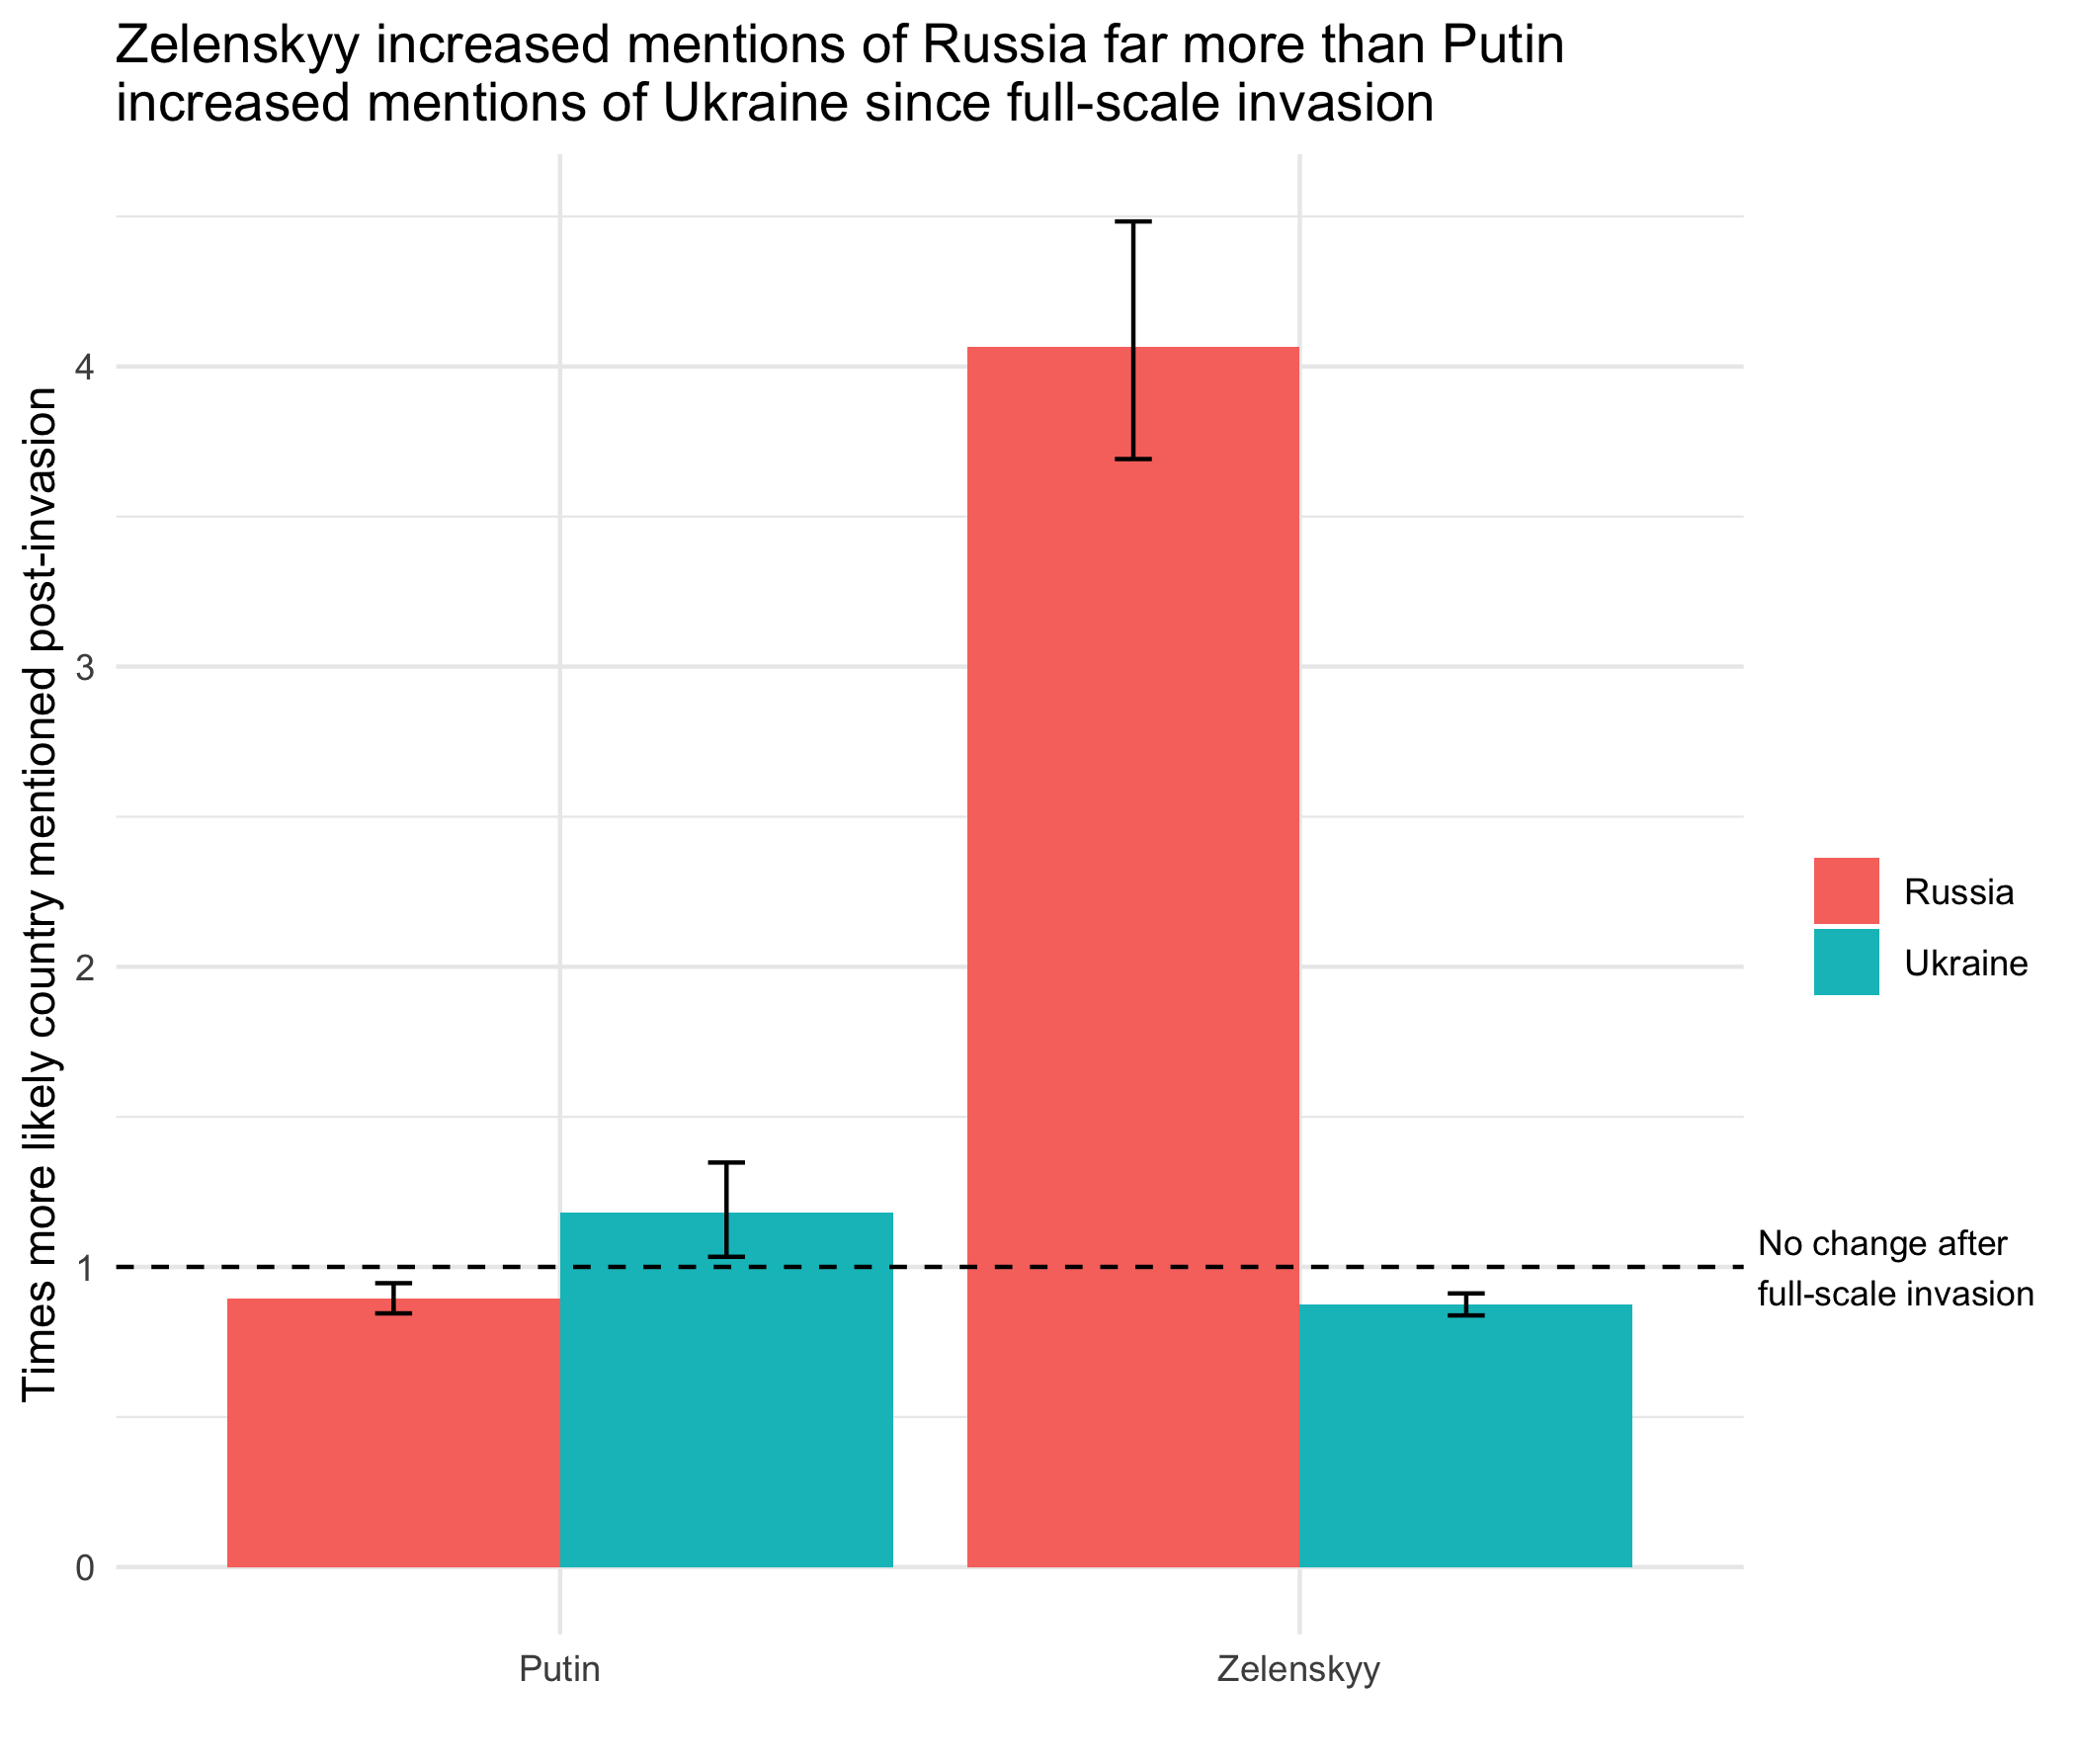 Zelenskyy increased mentions of Russia far more than Putin
increased mentions of Ukraine since full-scale invasion
Times more likely country mentioned post-invasion
4
3
2
1
0
Putin
Zelenskyy
Russia
Ukraine
No change after
full-scale invasion